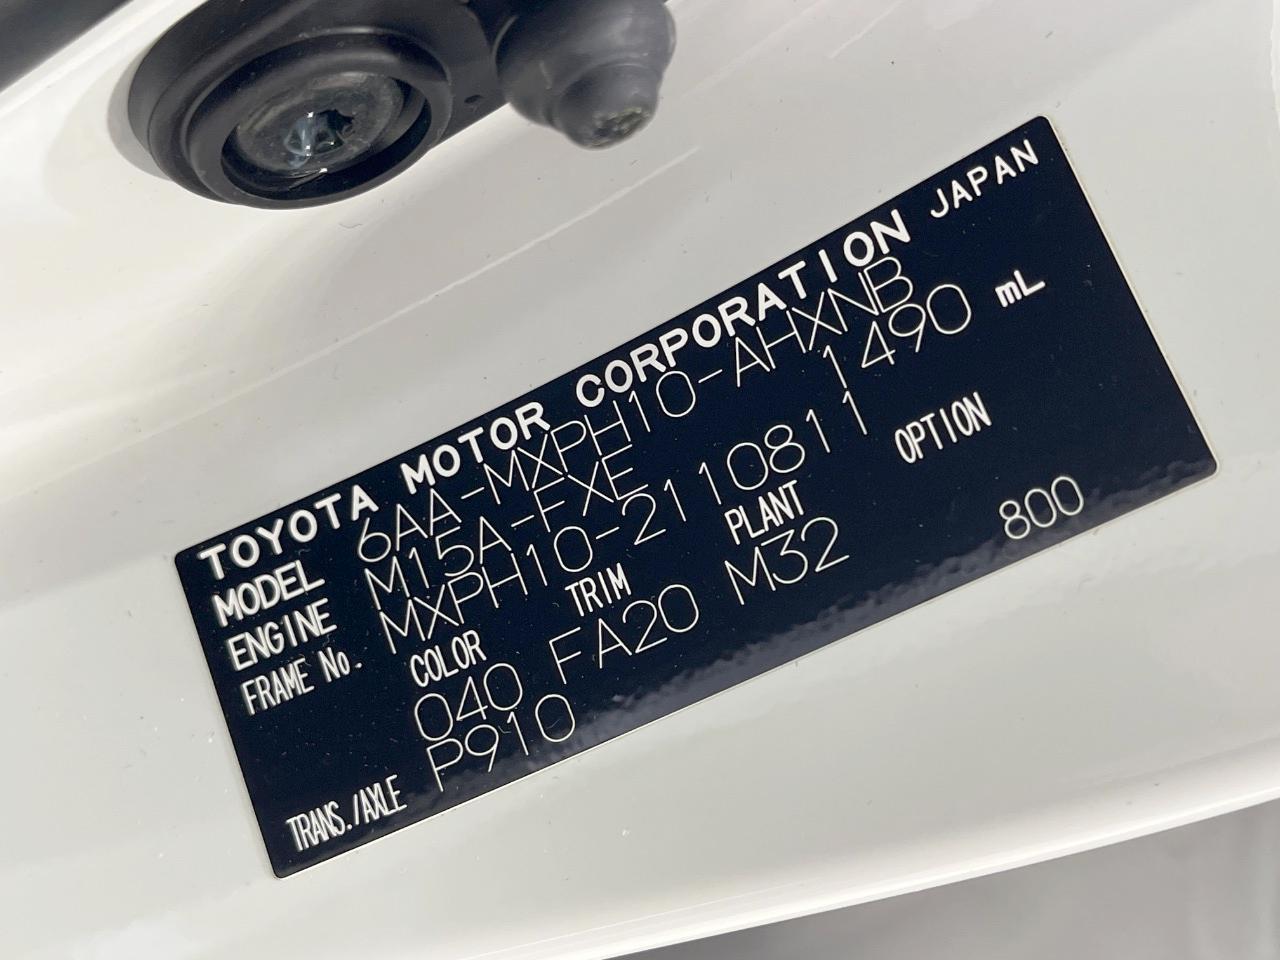 TOYOTA MOTOR CORPORATION JAPAN
MODEL 6AA-MXPH10-AHXNB
ENGINE M15A-FXE 1490 mL
FRAME No. MXPH10-2110811
COLOR TRIM PLANT OPTION
040 FA20 M32 800
TRANS./AXLE P910